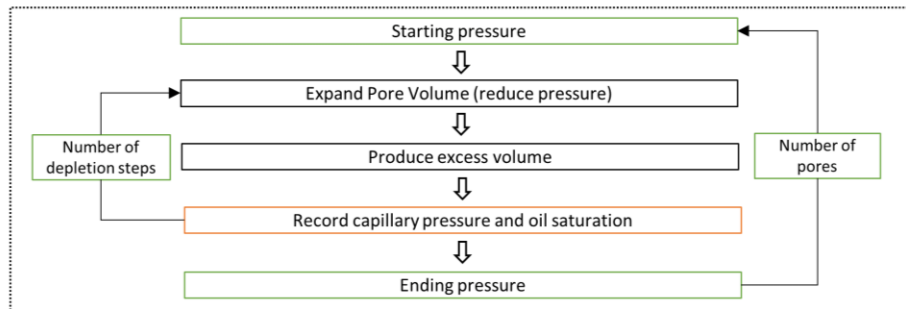 Starting pressure
Expand Pore Volume (reduce pressure)
Number of
depletion steps
Produce excess volume
Number of
pores
Record capillary pressure and oil saturation
Ending pressure